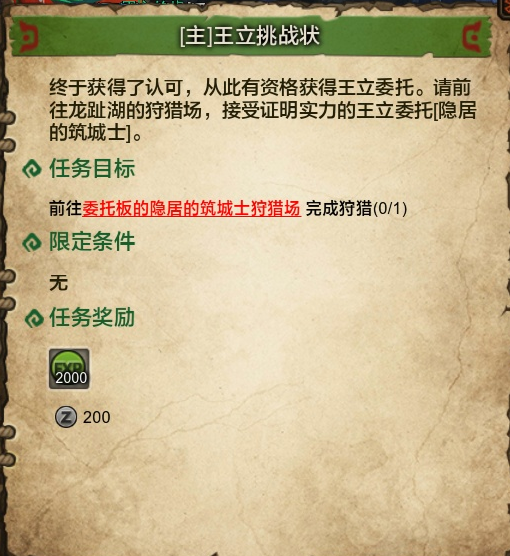 [主]王立挑战状
终于获得了认可，从此有资格获得王立委托。请前
往龙趾湖的狩猎场，接受证明实力的王立委托[隐居
的筑城士]。
任务目标
前往委托板的隐居的筑城士狩猎场 完成狩猎(0/1)
限定条件
无
任务奖励
EXP
2000
Z 200